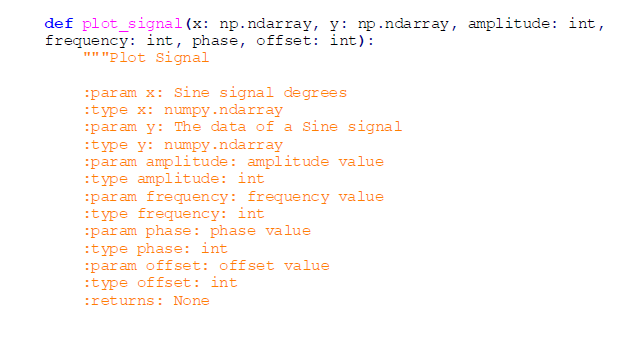 def plot_signal(x: np.ndarray, y: np.ndarray, amplitude: int,
frequency: int, phase, offset: int):
"""Plot Signal
:param x: Sine signal degrees
:type x: numpy.ndarray
:param y: The data of a Sine signal
:type y: numpy.ndarray
:param amplitude: amplitude value
:type amplitude: int
:param frequency: frequency value
:type frequency: int
:param phase: phase value
:type phase: int
:param offset: offset value
:type offset: int
:returns: None